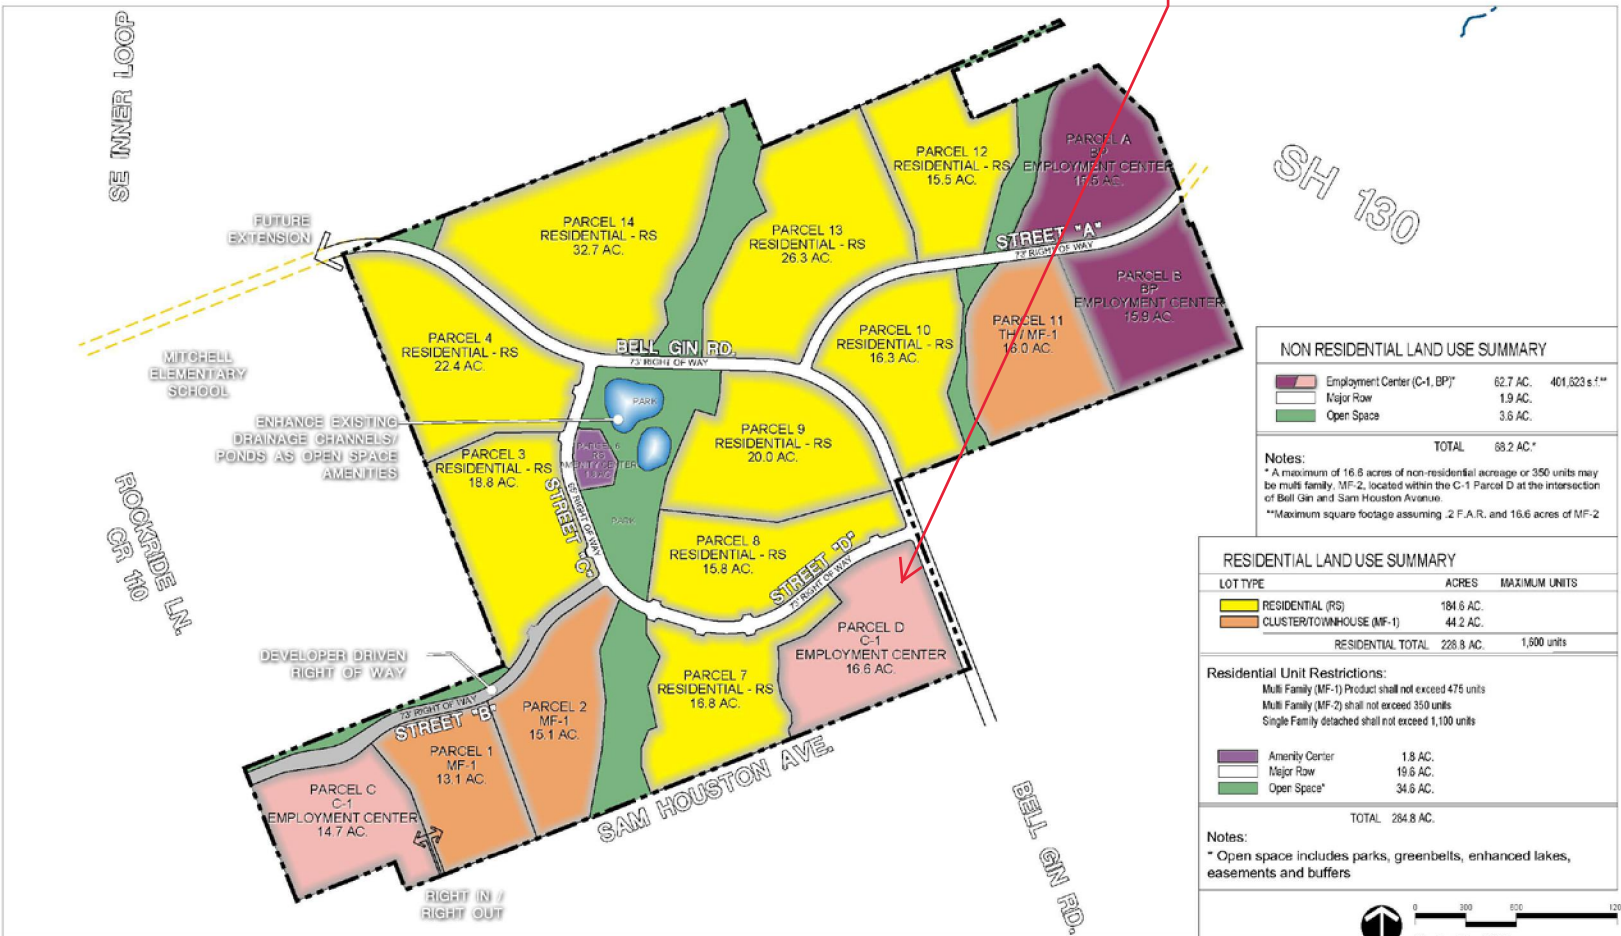 SE INNER LOOP
SH 130
FUTURE
EXTENSION
MITCHELL
ELEMENTARY
SCHOOL
ENHANCE EXISTING
DRAINAGE CHANNELS/
PONDS AS OPEN SPACE
AMENITIES
ROCKRIDE LN.
CR 110
DEVELOPER DRIVEN
RIGHT OF WAY
PARCEL 14
RESIDENTIAL - RS
32.7 AC.
PARCEL 13
RESIDENTIAL - RS
26.3 AC.
PARCEL 12
RESIDENTIAL - RS
15.5 AC.
PARCEL A
BP
EMPLOYMENT CENTER
STREET "A"
73' RIGHT OF WAY
PARCEL B
BP
EMPLOYMENT CENTER
15.9 AC.
PARCEL 11
TH / MF-1
16.0 AC.
PARCEL 10
RESIDENTIAL - RS
16.3 AC.
PARCEL 4
RESIDENTIAL - RS
22.4 AC.
BELL GIN RD.
73' RIGHT OF WAY
PARK
PARCEL 9
RESIDENTIAL - RS
20.0 AC.
PARCEL 3
RESIDENTIAL - RS
18.8 AC.
AMENITY CENTER
PARK
STREET "C"
RIGHT OF WAY
PARCEL 8
RESIDENTIAL - RS
15.8 AC.
STREET "D"
73' RIGHT OF WAY
PARCEL D
C-1
EMPLOYMENT CENTER
16.6 AC.
PARCEL 7
RESIDENTIAL - RS
16.8 AC.
PARCEL 2
MF-1
15.1 AC.
73' RIGHT OF WAY
STREET "B"
PARCEL 1
MF-1
13.1 AC.
PARCEL C
C-1
EMPLOYMENT CENTER
14.7 AC.
RIGHT IN /
RIGHT OUT
SAM HOUSTON AVE.
BELL GIN RD.
NON RESIDENTIAL LAND USE SUMMARY
Employment Center (C-1, BP)* 62.7 AC. 401,623 s.f.**
Major Row 1.9 AC.
Open Space 3.6 AC.
TOTAL 68.2 AC.*
Notes:
* A maximum of 16.6 acres of non-residential acreage or 350 units may
be multi family, MF-2, located within the C-1 Parcel D at the intersection
of Bell Gin and Sam Houston Avenue.
**Maximum square footage assuming .2 F.A.R. and 16.6 acres of MF-2
RESIDENTIAL LAND USE SUMMARY
LOT TYPE ACRES MAXIMUM UNITS
RESIDENTIAL (RS) 184.6 AC.
CLUSTER/TOWNHOUSE (MF-1) 44.2 AC.
RESIDENTIAL TOTAL 228.8 AC. 1,600 units
Residential Unit Restrictions:
Multi Family (MF-1) Product shall not exceed 475 units
Multi Family (MF-2) shall not exceed 350 units
Single Family detached shall not exceed 1,100 units
Amenity Center 1.8 AC.
Major Row 19.6 AC.
Open Space* 34.6 AC.
TOTAL 284.8 AC.
Notes:
* Open space includes parks, greenbelts, enhanced lakes,
easements and buffers
0 300 600